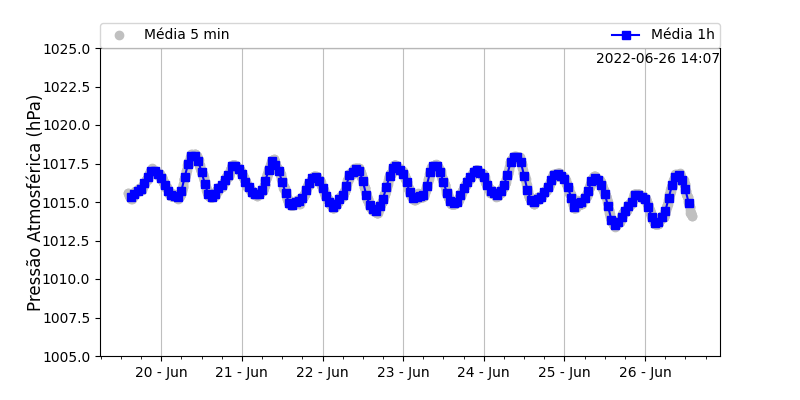 Média 5 min
Média 1h
2022-06-26 14:07
Pressão Atmosférica (hPa)
1025.0
1022.5
1020.0
1017.5
1015.0
1012.5
1010.0
1007.5
1005.0
20 - Jun
21 - Jun
22 - Jun
23 - Jun
24 - Jun
25 - Jun
26 - Jun